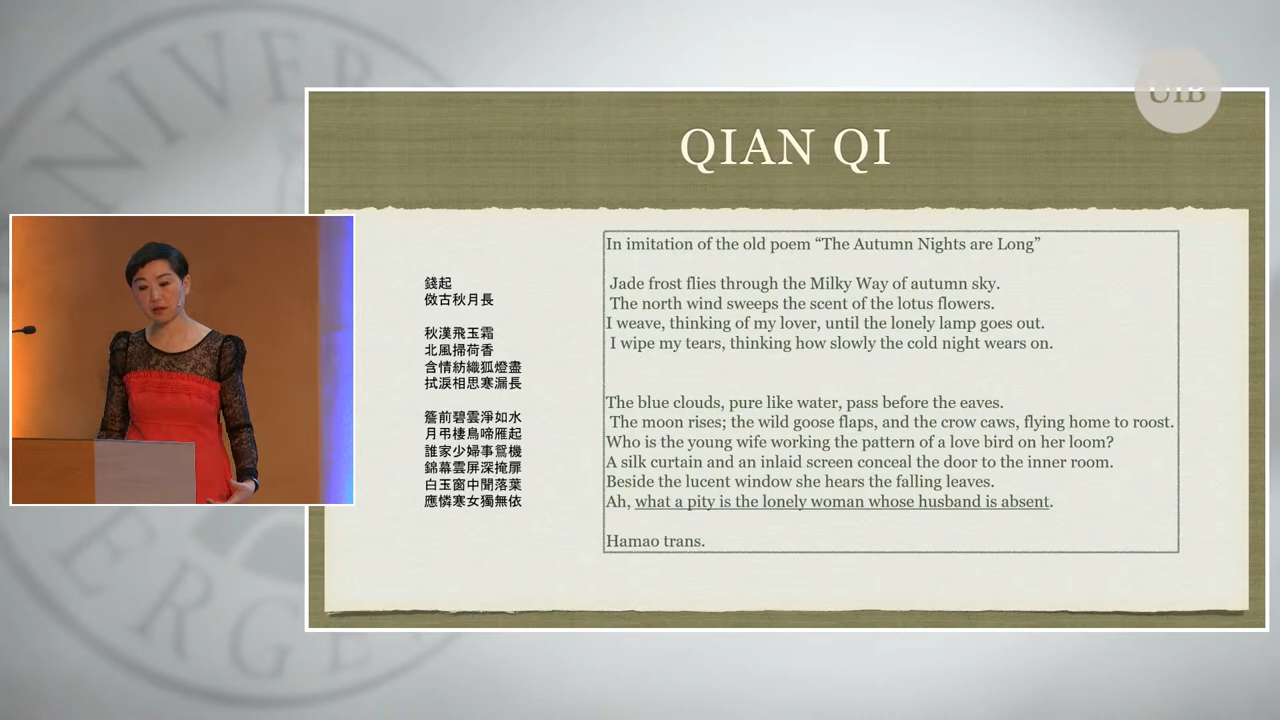 UNIVER
ERGE
UIB
QIAN QI
錢起
倣古秋月長
秋漢飛玉霜
北風掃荷香
含情紡織狐燈盡
拭淚相思寒漏長
簷前碧雲淨如水
月弔棲鳥啼雁起
誰家少婦事鴛機
錦幕雲屏深掩扉
白玉窗中聞落葉
應憐寒女獨無依
In imitation of the old poem “The Autumn Nights are Long”
Jade frost flies through the Milky Way of autumn sky.
The north wind sweeps the scent of the lotus flowers.
I weave, thinking of my lover, until the lonely lamp goes out.
I wipe my tears, thinking how slowly the cold night wears on.
The blue clouds, pure like water, pass before the eaves.
The moon rises; the wild goose flaps, and the crow caws, flying home to roost.
Who is the young wife working the pattern of a love bird on her loom?
A silk curtain and an inlaid screen conceal the door to the inner room.
Beside the lucent window she hears the falling leaves.
Ah, what a pity is the lonely woman whose husband is absent.
Hamao trans.